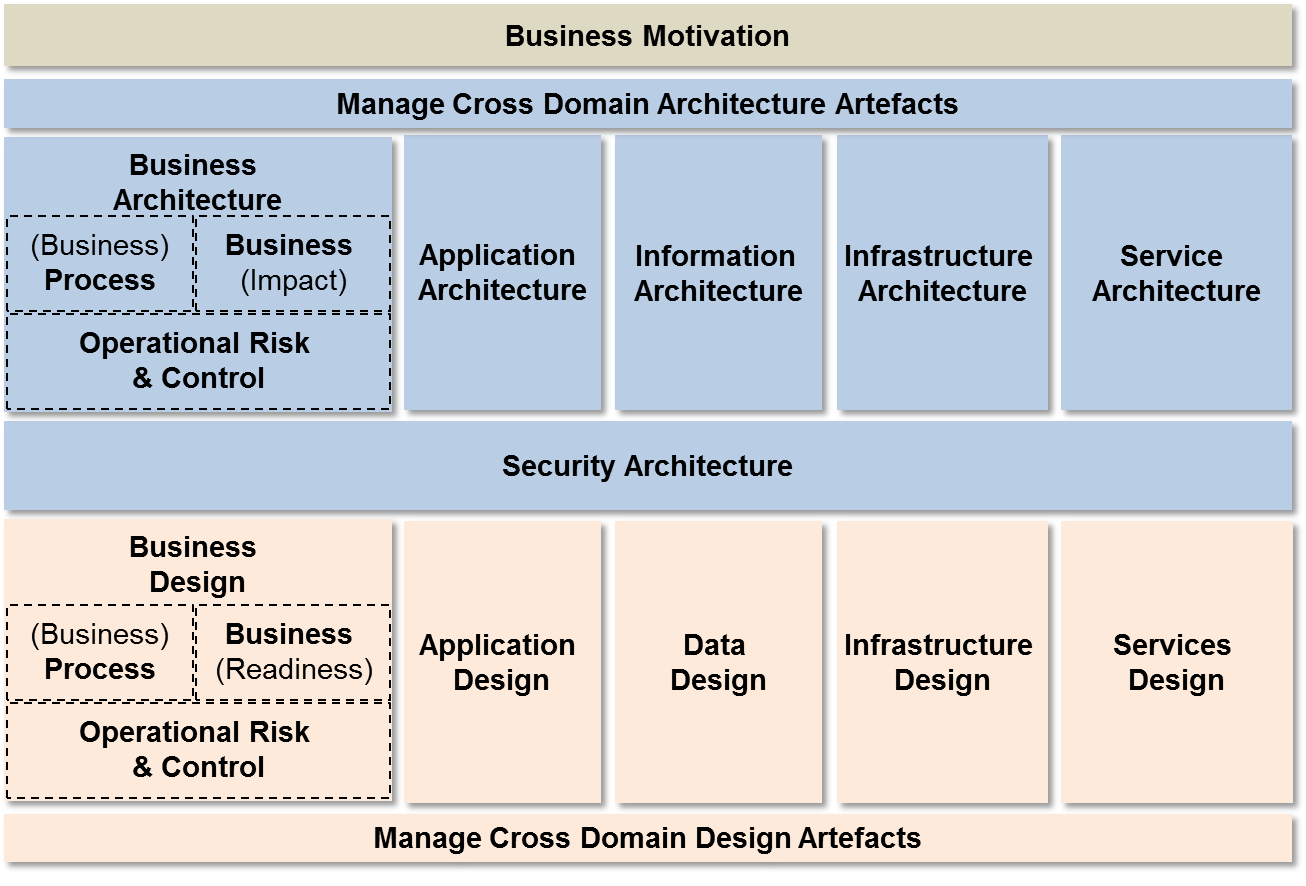 Business Motivation
Manage Cross Domain Architecture Artefacts
Business
Architecture
(Business)
Process
Business
(Impact)
Operational Risk
& Control
Application
Architecture
Information
Architecture
Infrastructure
Architecture
Service
Architecture
Security Architecture
Business
Design
(Business)
Process
Business
(Readiness)
Operational Risk
& Control
Application
Design
Data
Design
Infrastructure
Design
Services
Design
Manage Cross Domain Design Artefacts